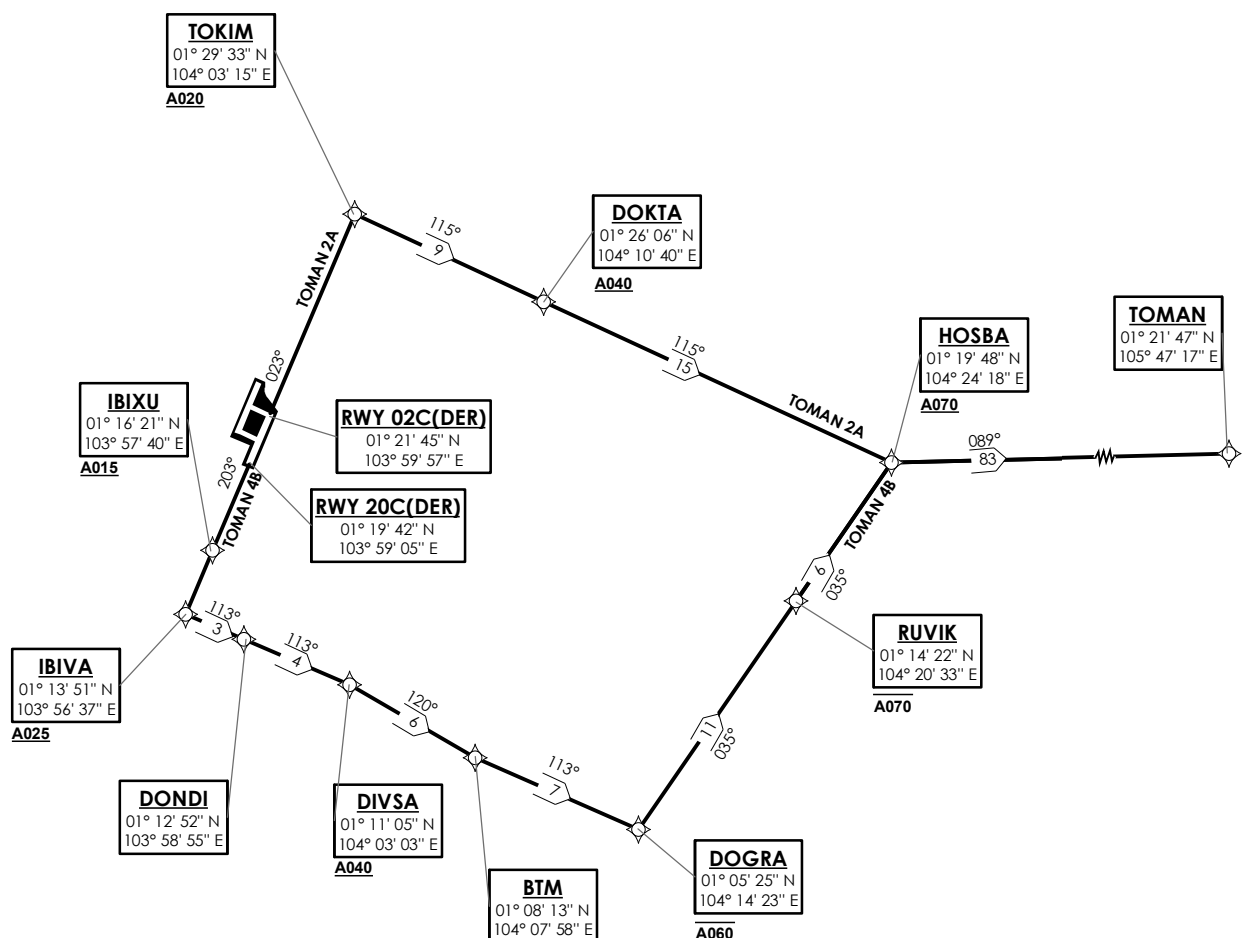 TOKIM
01° 29' 33" N
104° 03' 15" E
A020
115°
9
DOKTA
01° 26' 06" N
104° 10' 40" E
A040
TOMAN 2A
115°
15
TOMAN
01° 21' 47" N
105° 47' 17" E
HOSBA
01° 19' 48" N
104° 24' 18" E
A070
023°
IBIXU
01° 16' 21" N
103° 57' 40" E
A015
RWY 02C(DER)
01° 21' 45" N
103° 59' 57" E
TOMAN 2A
089°
83
203°
TOMAN 4B
RWY 20C(DER)
01° 19' 42" N
103° 59' 05" E
TOMAN 4B
6
035°
113°
3
113°
4
RUVIK
01° 14' 22" N
104° 20' 33" E
A070
IBIVA
01° 13' 51" N
103° 56' 37" E
A025
120°
6
11
035°
113°
7
DONDI
01° 12' 52" N
103° 58' 55" E
DIVSA
01° 11' 05" N
104° 03' 03" E
A040
BTM
01° 08' 13" N
104° 07' 58" E
DOGRA
01° 05' 25" N
104° 14' 23" E
A060